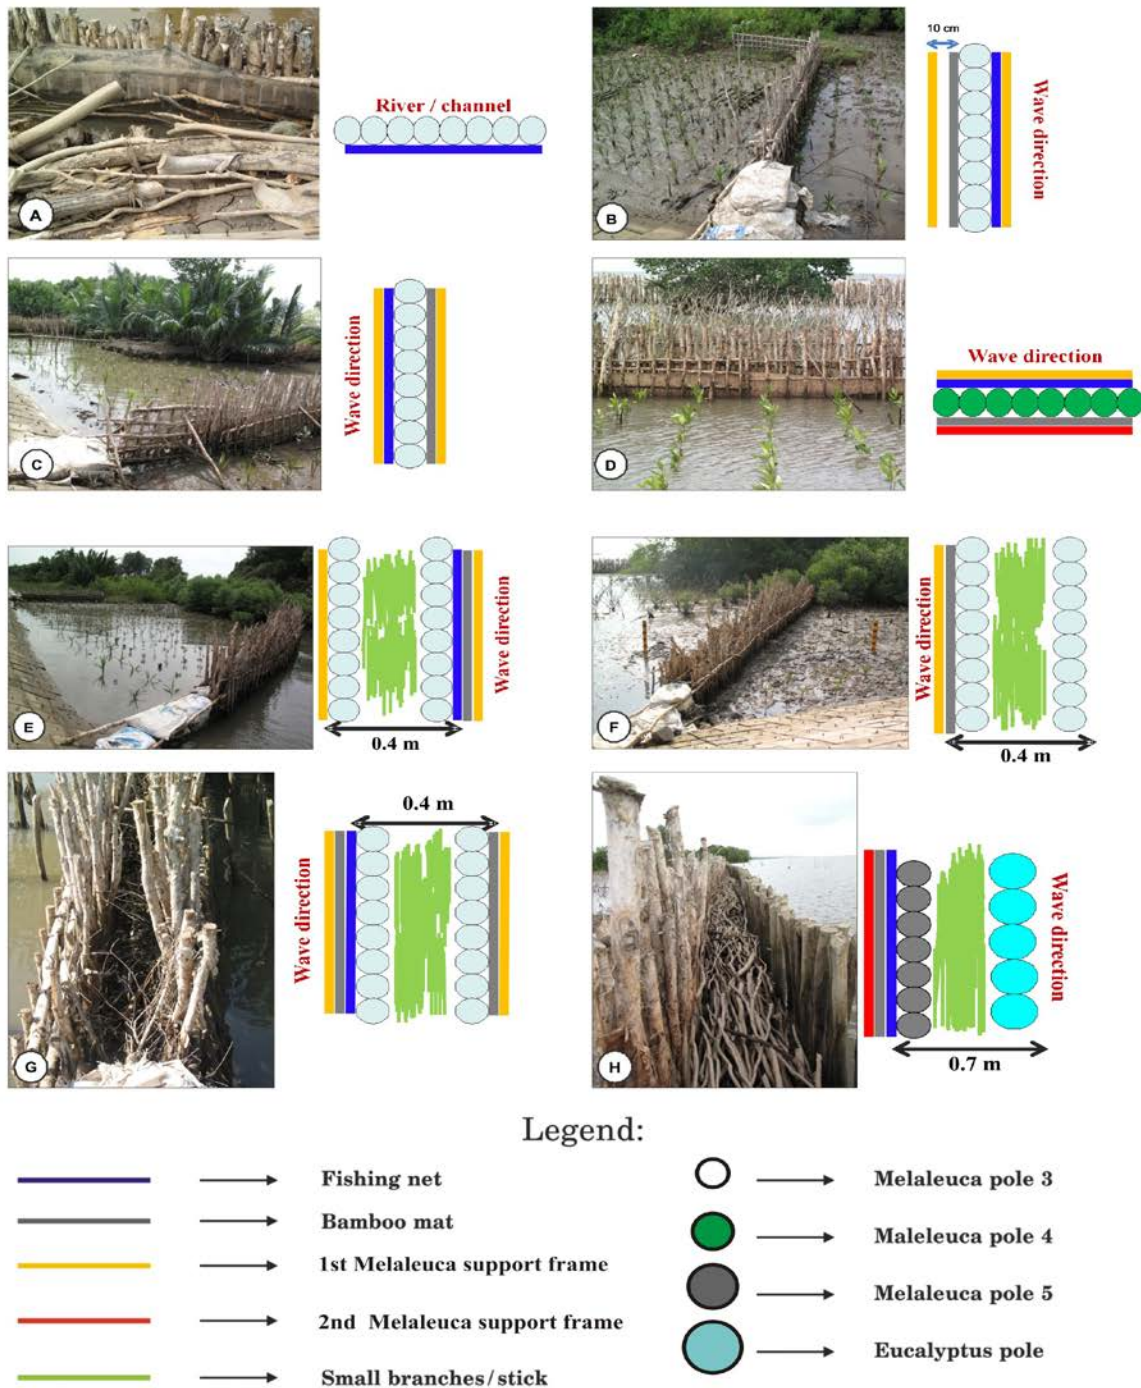 River / channel
A
10 cm
Wave direction
B
Wave direction
C
Wave direction
D
Wave direction
E
0.4 m
Wave direction
F
0.4 m
Wave direction
G
0.4 m
Wave direction
H
0.7 m
Legend:
Fishing net
Bamboo mat
1st Melaleuca support frame
2nd Melaleuca support frame
Small branches/stick
Melaleuca pole 3
Maleleuca pole 4
Melaleuca pole 5
Eucalyptus pole